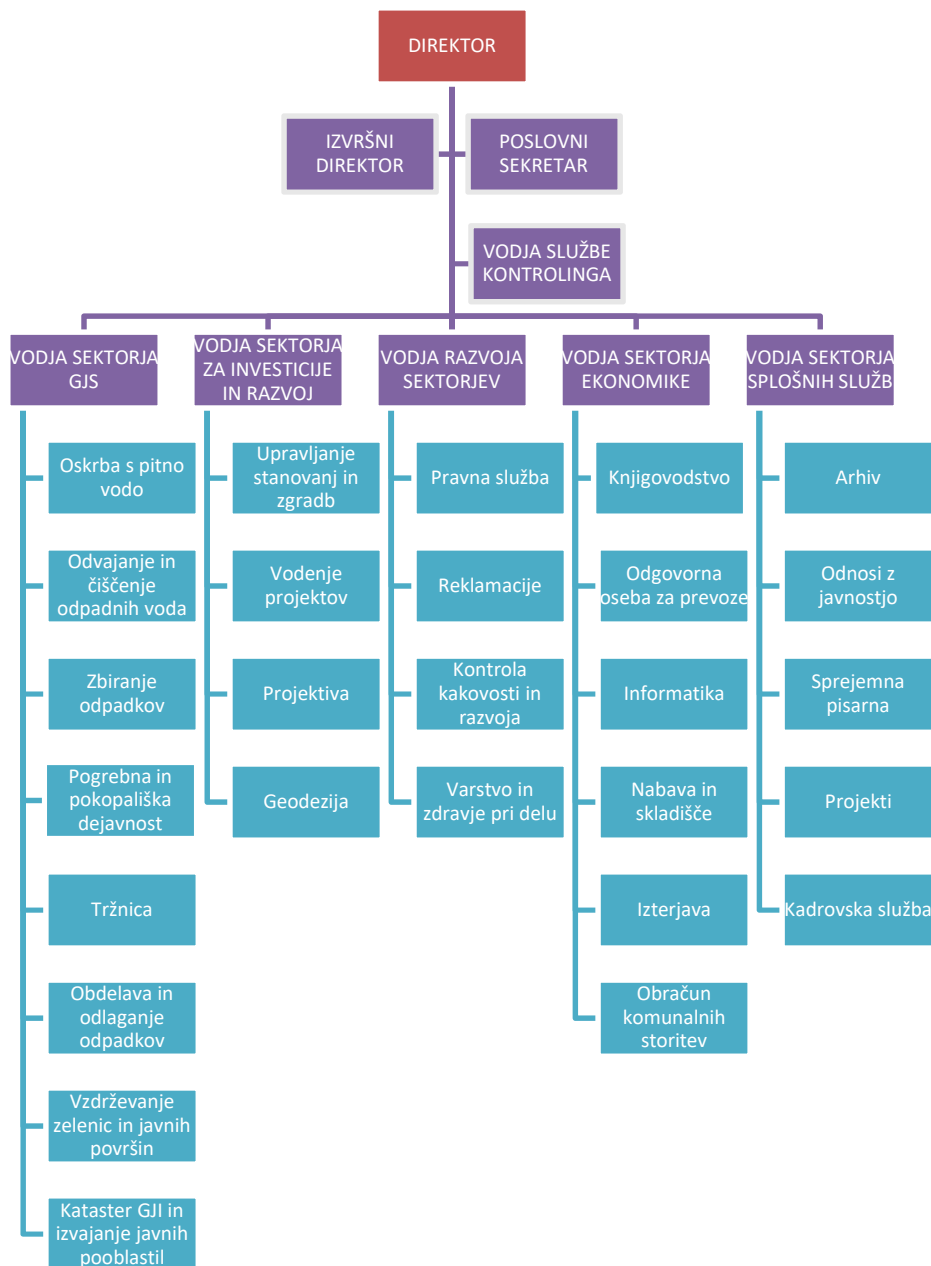 DIREKTOR
IZVRŠNI
DIREKTOR
POSLOVNI
SEKRETAR
VODJA SLUŽBE
KONTROLINGA
VODJA SEKTORJA
GJS
Oskrba s pitno
vodo
Odvajanje in
čiščenje
odpadnih voda
Zbiranje
odpadkov
Pogrebna in
pokopališka
dejavnost
Tržnica
Obdelava in
odlaganje
odpadkov
Vzdrževanje
zelenic in javnih
površin
Kataster GJI in
izvajanje javnih
pooblastil
VODJA SEKTORJA
ZA INVESTICIJE
IN RAZVOJ
Upravljanje
stanovanj in
zgradb
Vodenje
projektov
Projektiva
Geodezija
VODJA RAZVOJA
SEKTORJEV
Pravna služba
Reklamacije
Kontrola
kakovosti in
razvoja
Varstvo in
zdravje pri delu
VODJA SEKTORJA
EKONOMIKE
Knjigovodstvo
Odgovorna
oseba za prevoze
Informatika
Nabava in
skladišče
Izterjava
Obračun
komunalnih
storitev
VODJA SEKTORJA
SPLOŠNIH SLUŽB
Arhiv
Odnosi z
javnostjo
Sprejemna
pisarna
Projekti
Kadrovska služba